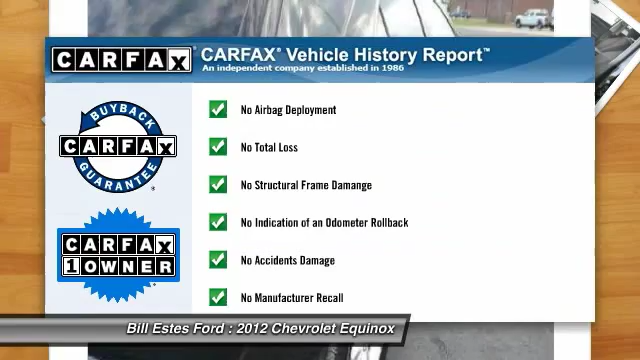 CARFAX
CARFAX® Vehicle History Report™
An independent company established in 1986
BUYBACK
CARFAX
GUARANTEE
CARFAX
1 OWNER
No Airbag Deployment
No Total Loss
No Structural Frame Damange
No Indication of an Odometer Rollback
No Accidents Damage
No Manufacturer Recall
Bill Estes Ford : 2012 Chevrolet Equinox